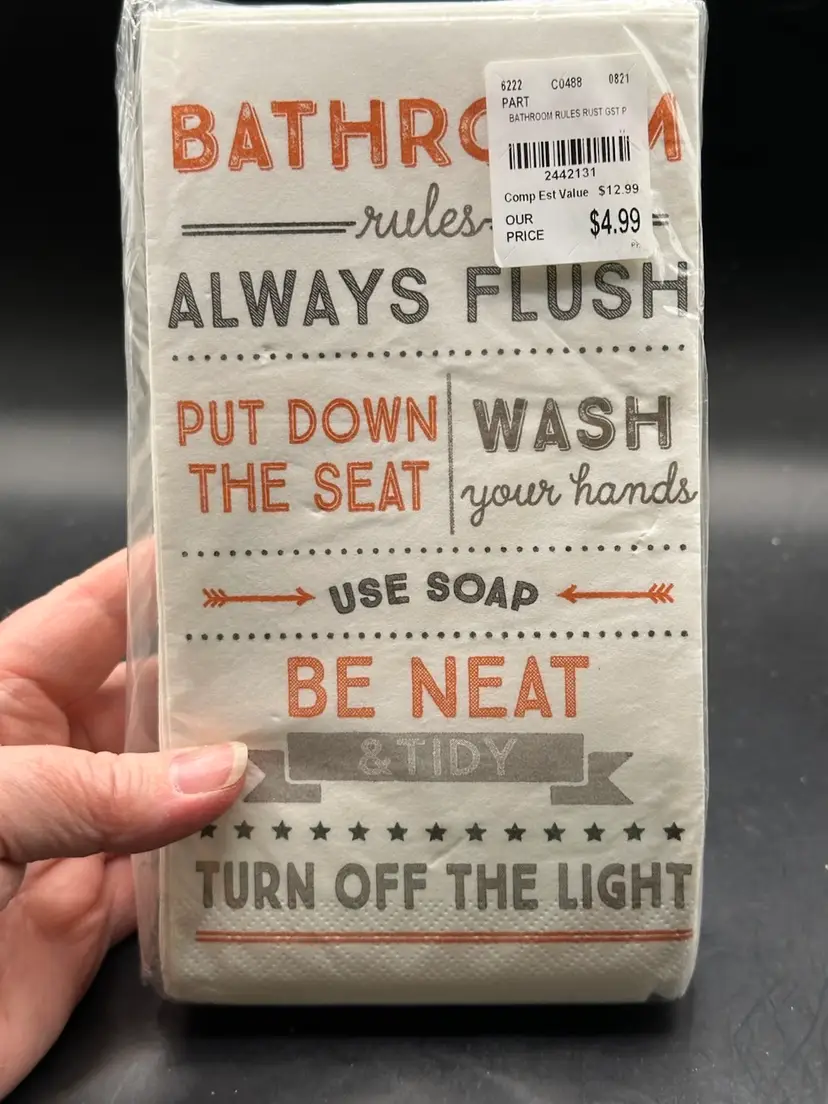 6222 C0488 0821
PART
BATHROOM RULES RUST GST P
2442131
Comp Est Value $12.99
OUR PRICE $4.99
BATHROOM
rules
ALWAYS FLUSH
PUT DOWN
THE SEAT
WASH
your hands
USE SOAP
BE NEAT
& TIDY
TURN OFF THE LIGHT